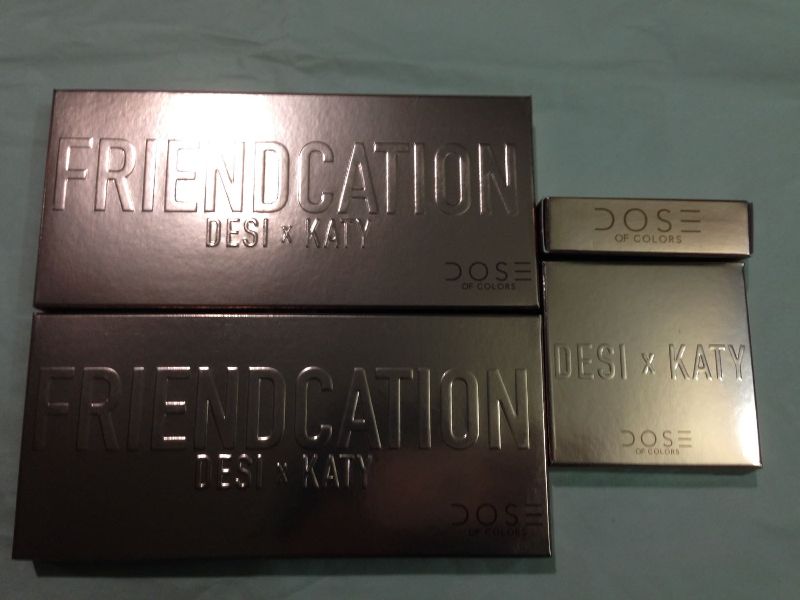 FRIENDCATION
DESI x KATY
DOSE
OF COLORS
FRIENDCATION
DESI x KATY
DOSE
OF COLORS
DOSE
OF COLORS
DESI x KATY
DOSE
OF COLORS